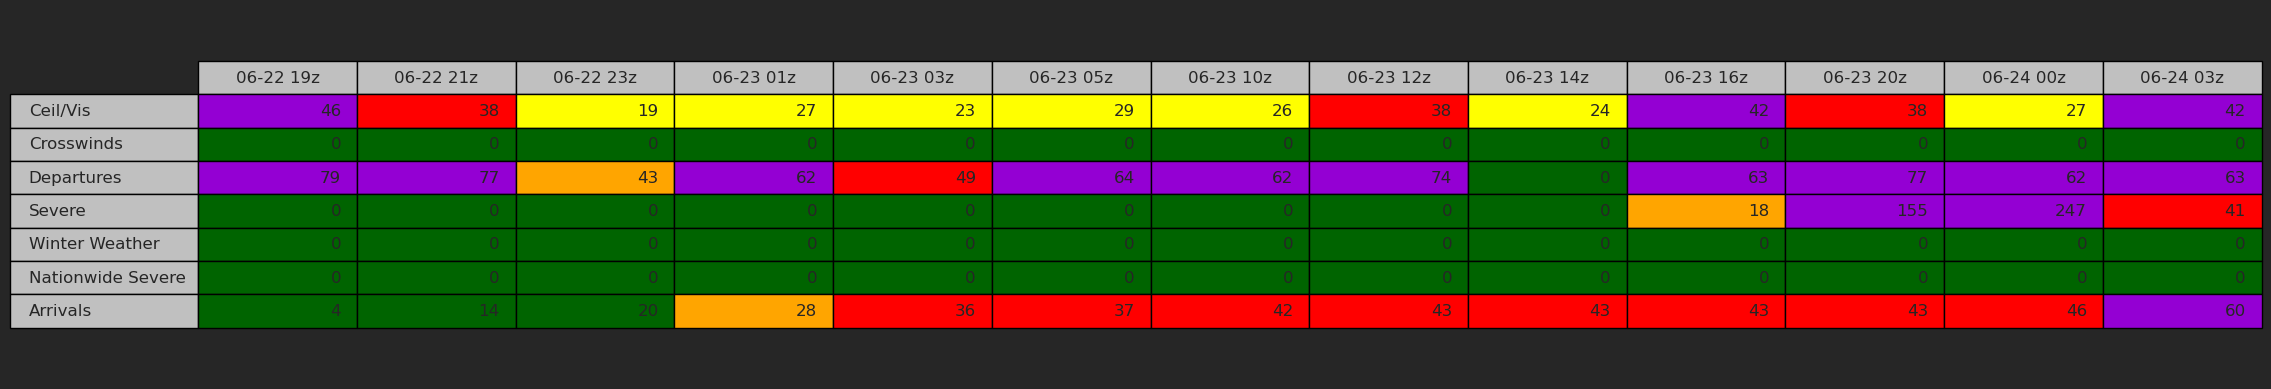 06-22 19z 06-22 21z 06-22 23z 06-23 01z 06-23 03z 06-23 05z 06-23 10z 06-23 12z 06-23 14z 06-23 16z 06-23 20z 06-24 00z 06-24 03z
Ceil/Vis 46 38 19 27 23 29 26 38 24 42 38 27 42
Crosswinds 0 0 0 0 0 0 0 0 0 0 0 0 0
Departures 79 77 43 62 49 64 62 74 0 63 77 62 63
Severe 0 0 0 0 0 0 0 0 0 18 155 247 41
Winter Weather 0 0 0 0 0 0 0 0 0 0 0 0 0
Nationwide Severe 0 0 0 0 0 0 0 0 0 0 0 0 0
Arrivals 4 14 20 28 36 37 42 43 43 43 43 46 60